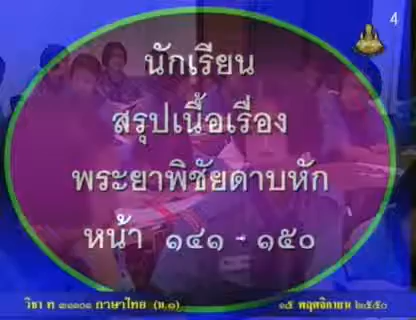 4
นักเรียน
สรุปเนื้อเรื่อง
พระยาพิชัยดาบหัก
หน้า ๑๔๑ - ๑๕๐
วิชา ท ๓๑๑๐๑ ภาษาไทย (ม.๑)
๑๕ พฤศจิกายน ๒๕๕๐